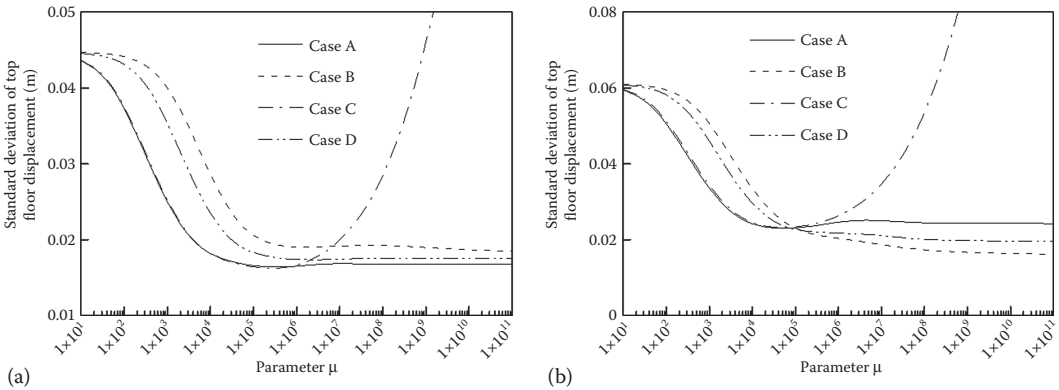 0.05
0.04
0.03
0.02
0.01
Standard deviation of top
floor displacement (m)
Case A
Case B
Case C
Case D
1×10¹
1×10²
1×10³
1×10⁴
1×10⁵
1×10⁶
1×10⁷
1×10⁸
1×10⁹
1×10¹⁰
1×10¹¹
Parameter μ
(a)
0.08
0.06
0.04
0.02
0
Standard deviation of top
floor displacement (m)
Case A
Case B
Case C
Case D
1×10¹
1×10²
1×10³
1×10⁴
1×10⁵
1×10⁶
1×10⁷
1×10⁸
1×10⁹
1×10¹⁰
1×10¹¹
Parameter μ
(b)